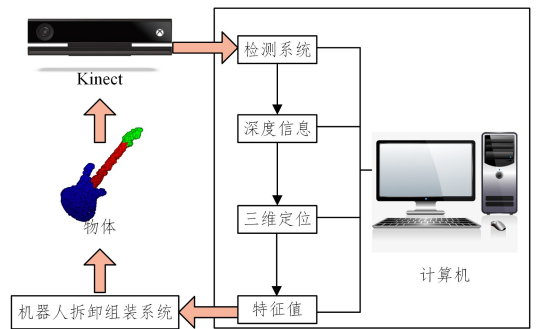 Kinect
检测系统
深度信息
三维定位
特征值
计算机
物体
机器人拆卸组装系统